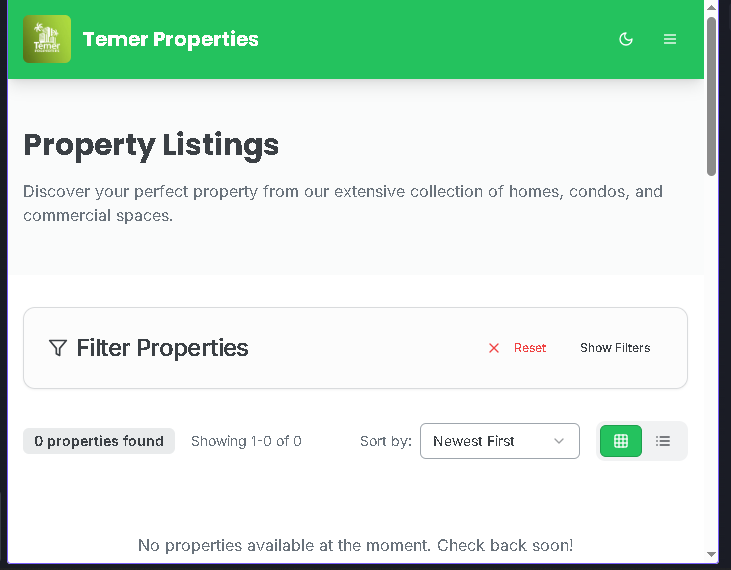 Temer
Temer Properties
Property Listings
Discover your perfect property from our extensive collection of homes, condos, and
commercial spaces.
Filter Properties
Reset
Show Filters
0 properties found
Showing 1-0 of 0
Sort by:
Newest First
No properties available at the moment. Check back soon!